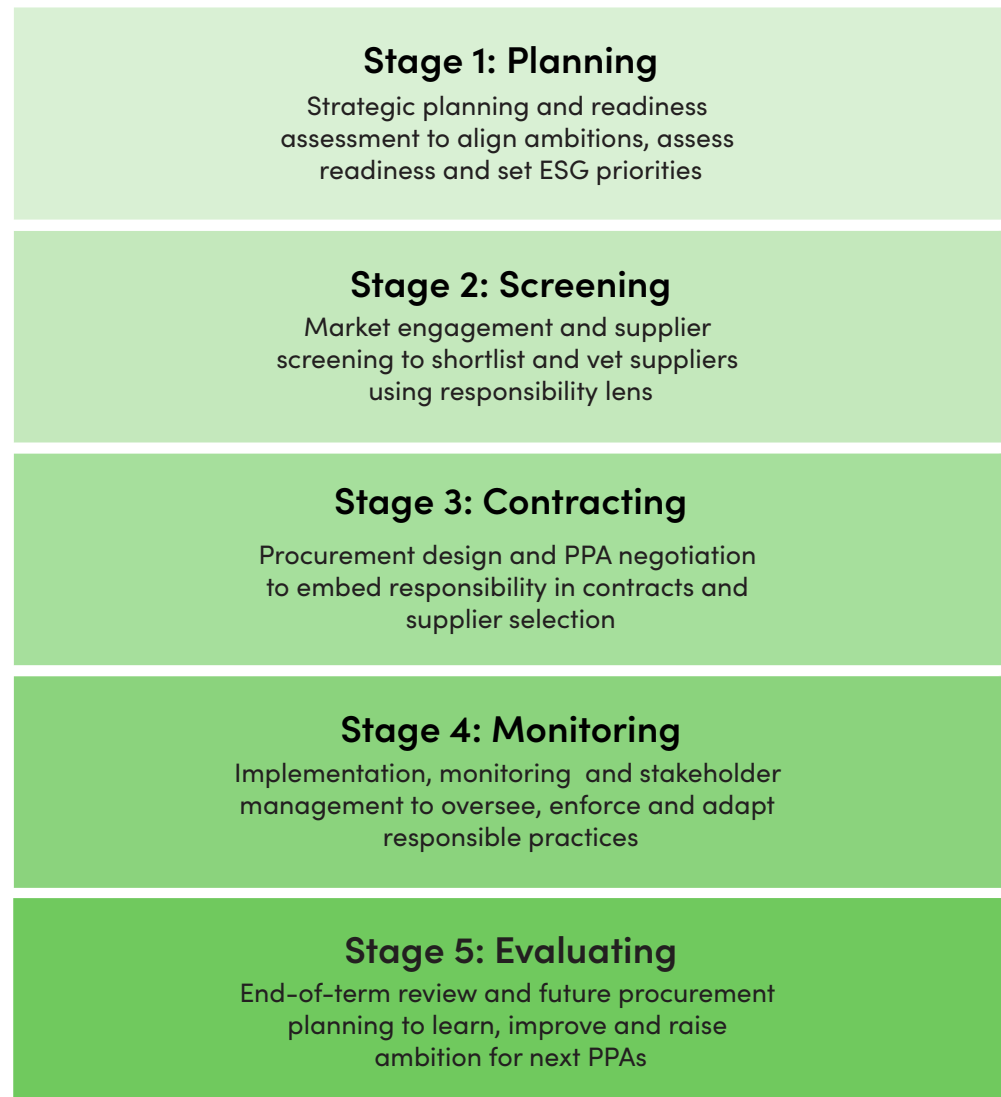 Stage 1: Planning
Strategic planning and readiness
assessment to align ambitions, assess
readiness and set ESG priorities
Stage 2: Screening
Market engagement and supplier
screening to shortlist and vet suppliers
using responsibility lens
Stage 3: Contracting
Procurement design and PPA negotiation
to embed responsibility in contracts and
supplier selection
Stage 4: Monitoring
Implementation, monitoring  and stakeholder
management to oversee, enforce and adapt
responsible practices
Stage 5: Evaluating
End-of-term review and future procurement
planning to learn, improve and raise
ambition for next PPAs